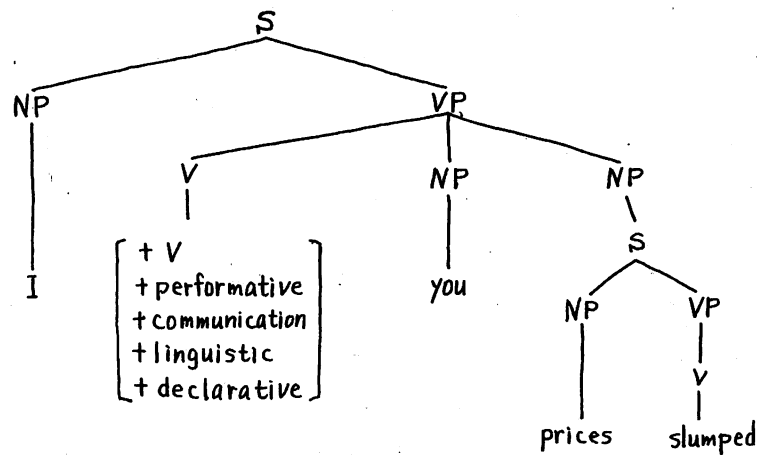 S
NP VP
V NP NP
+ V S
I + performative you NP VP
+ communication
+ linguistic V
+ declarative
prices slumped